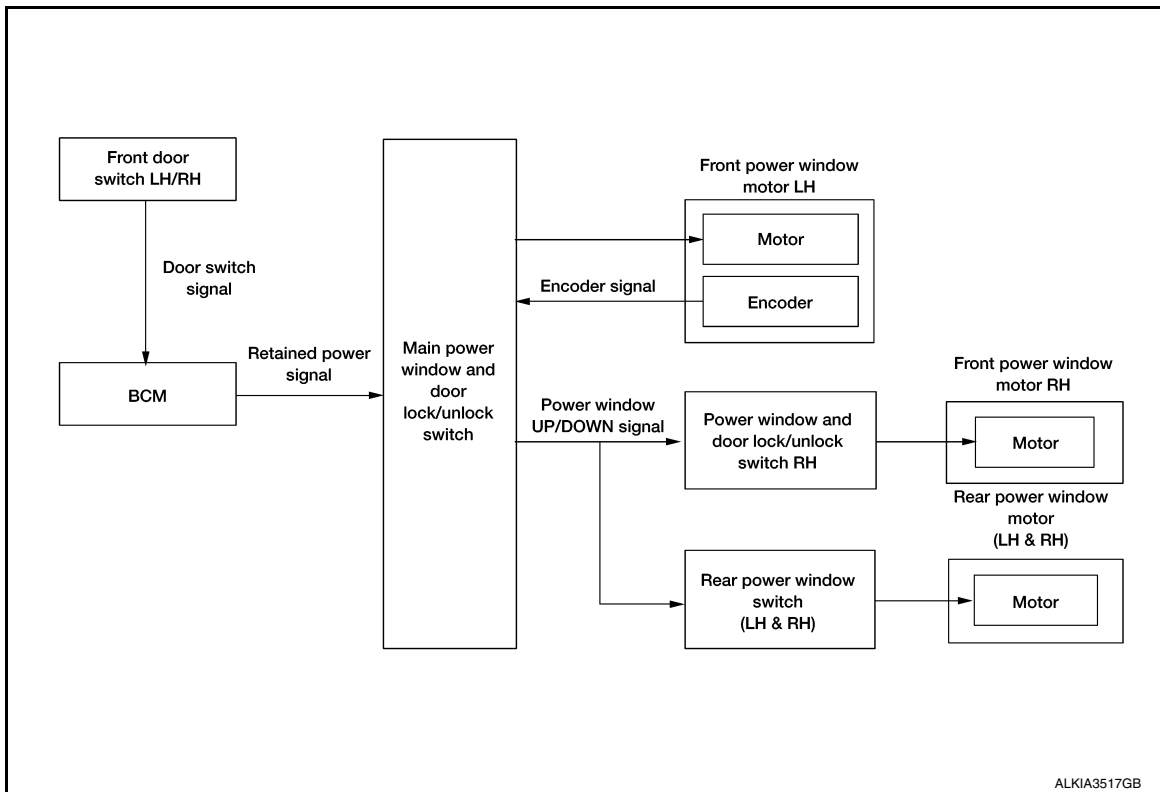 Front door
switch LH/RH
Door switch
signal
BCM
Retained power
signal
Main power
window and
door
lock/unlock
switch
Front power window
motor LH
Motor
Encoder signal
Encoder
Power window
UP/DOWN signal
Power window and
door lock/unlock
switch RH
Front power window
motor RH
Motor
Rear power window
switch
(LH & RH)
Rear power window
motor
(LH & RH)
Motor
ALKIA3517GB